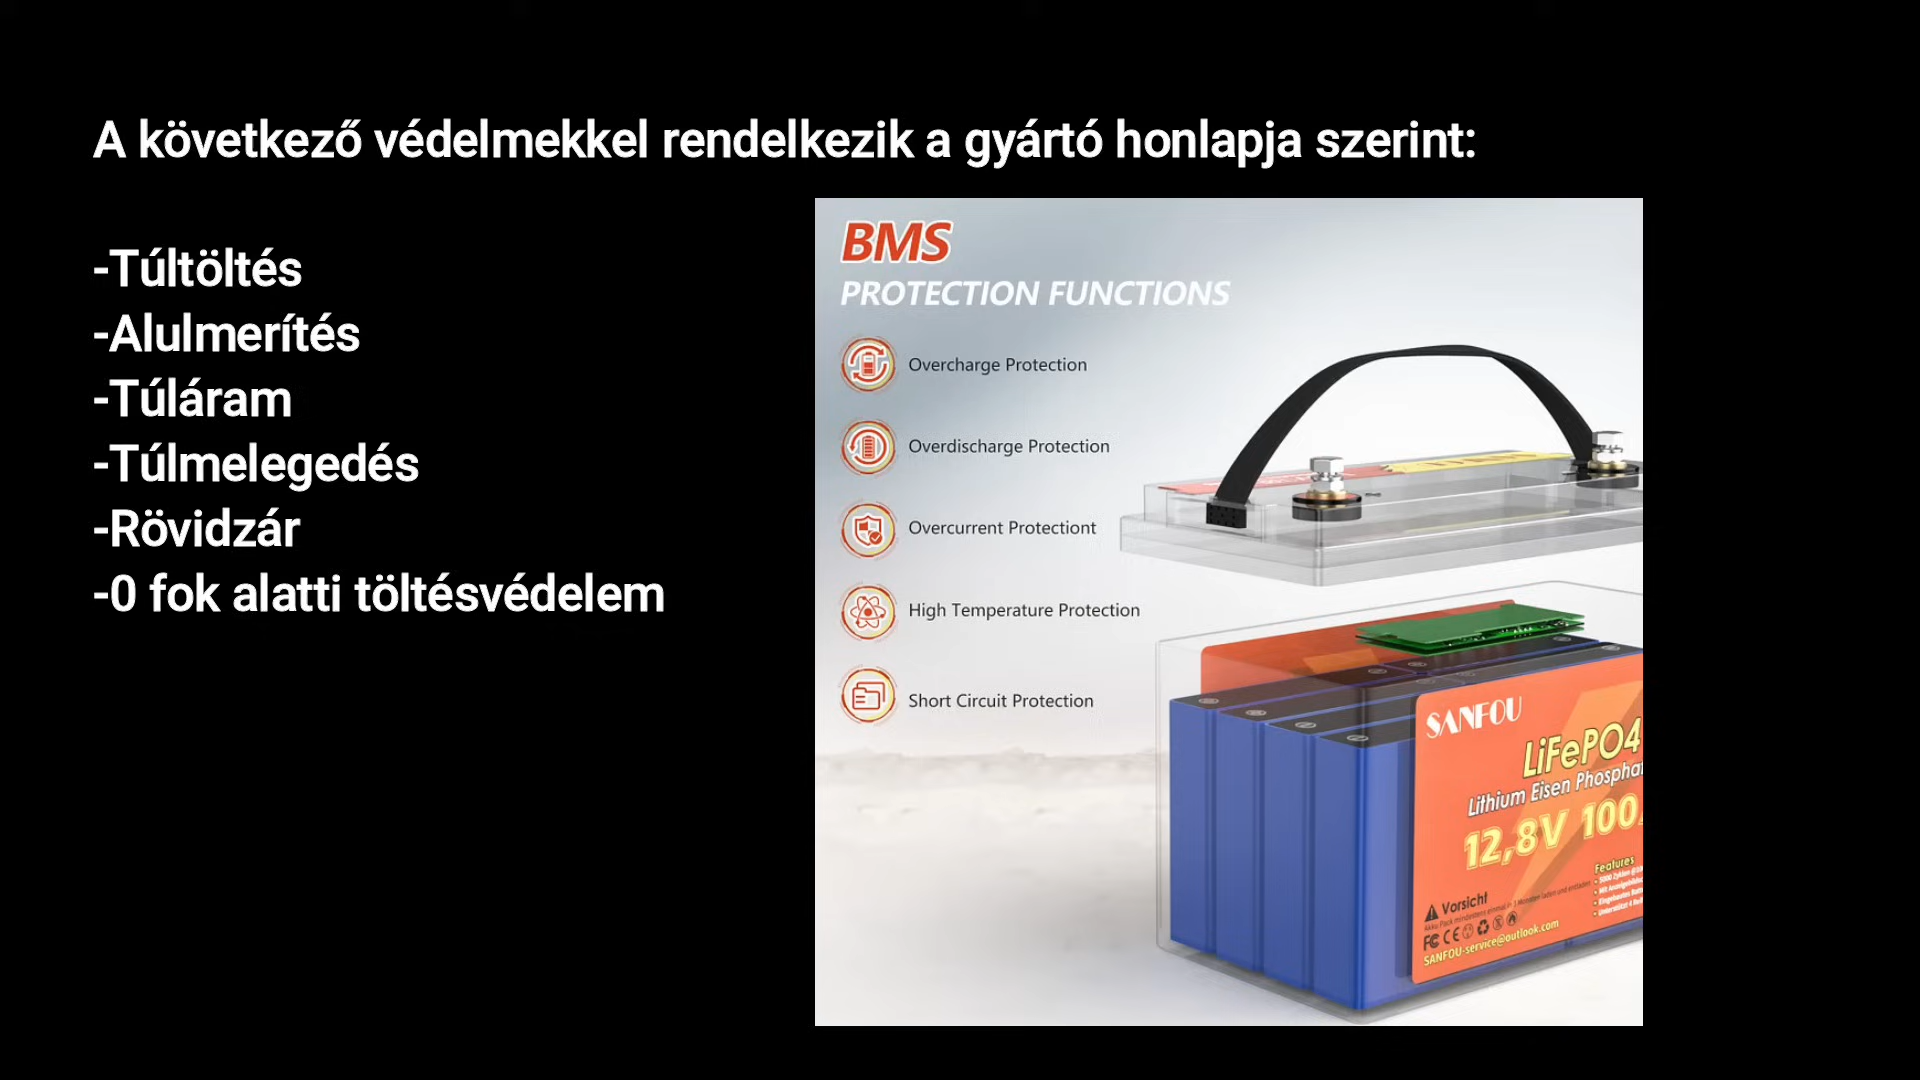 A következő védelmekkel rendelkezik a gyártó honlapja szerint:
-Túltöltés
-Alulmerítés
-Túláram
-Túlmelegedés
-Rövidzár
-0 fok alatti töltésvédelem
BMS
PROTECTION FUNCTIONS
Overcharge Protection
Overdischarge Protection
Overcurrent Protectiont
High Temperature Protection
Short Circuit Protection
SANFOU
LiFePO4
Lithium Eisen Phosphat
12,8V 100
Features
Vorsicht
SANFOU-service@outlook.com